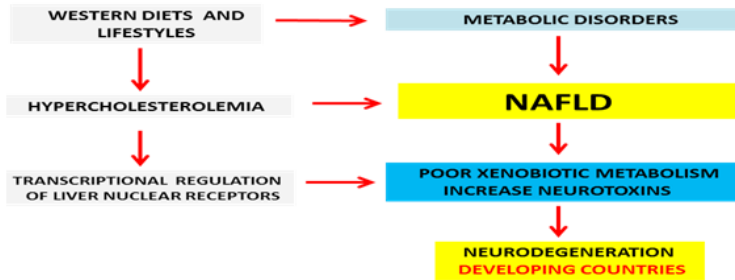 WESTERN DIETS AND
LIFESTYLES
METABOLIC DISORDERS
HYPERCHOLESTEROLEMIA
NAFLD
TRANSCRIPTIONAL REGULATION
OF LIVER NUCLEAR RECEPTORS
POOR XENOBIOTIC METABOLISM
INCREASE NEUROTOXINS
NEURODEGENERATION
DEVELOPING COUNTRIES